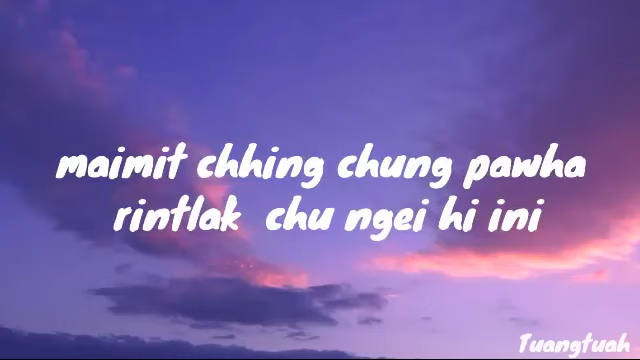 maimit chhing chung pawha
rintlak chu ngei hi ini
Tuangtuah